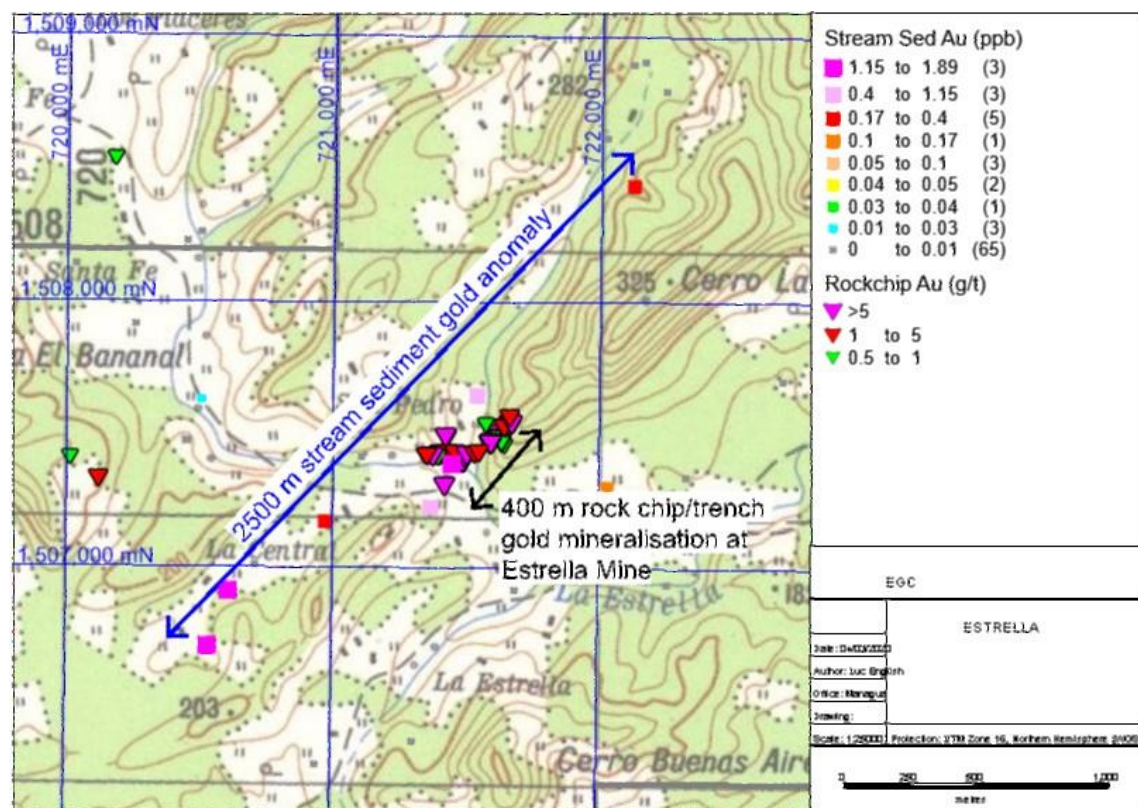 1.509.000 mN
720.000 mE
721.000 mE
722.000 mE
282
Fe
720
508
Santa Fe
1.508.000 mN
325
Cerro La
a El Bananal
Pedro
2500 m stream sediment gold anomaly
400 m rock chip/trench
gold mineralisation at
Estrella Mine
La Central
1.507.000 mN
La Estrella
La Estrella
203
Cerro Buenos Aire
Stream Sed Au (ppb)
1.15 to 1.89 (3)
0.4 to 1.15 (3)
0.17 to 0.4 (5)
0.1 to 0.17 (1)
0.05 to 0.1 (3)
0.04 to 0.05 (2)
0.03 to 0.04 (1)
0.01 to 0.03 (3)
0 to 0.01 (65)
Rockchip Au (g/t)
>5
1 to 5
0.5 to 1
EGC
ESTRELLA
Author: Luc English
Office: Managua
Drawing:
Scale: 1:25000 Projection: UTM Zone 16, Northern Hemisphere
0 250 500 1,000
metres